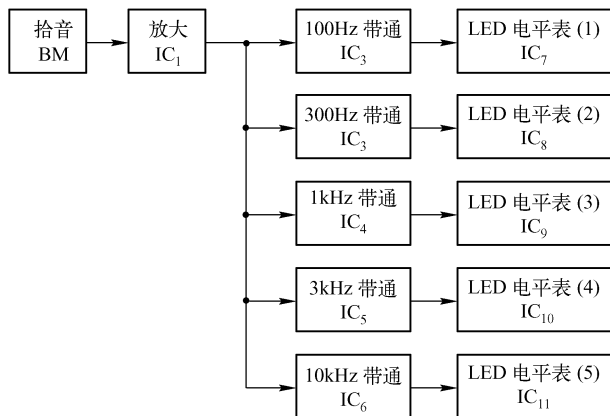 拾音
BM
放大
IC₁
100Hz 带通
IC₃
LED 电平表 (1)
IC₇
300Hz 带通
IC₃
LED 电平表 (2)
IC₈
1kHz 带通
IC₄
LED 电平表 (3)
IC₉
3kHz 带通
IC₅
LED 电平表 (4)
IC₁₀
10kHz 带通
IC₆
LED 电平表 (5)
IC₁₁